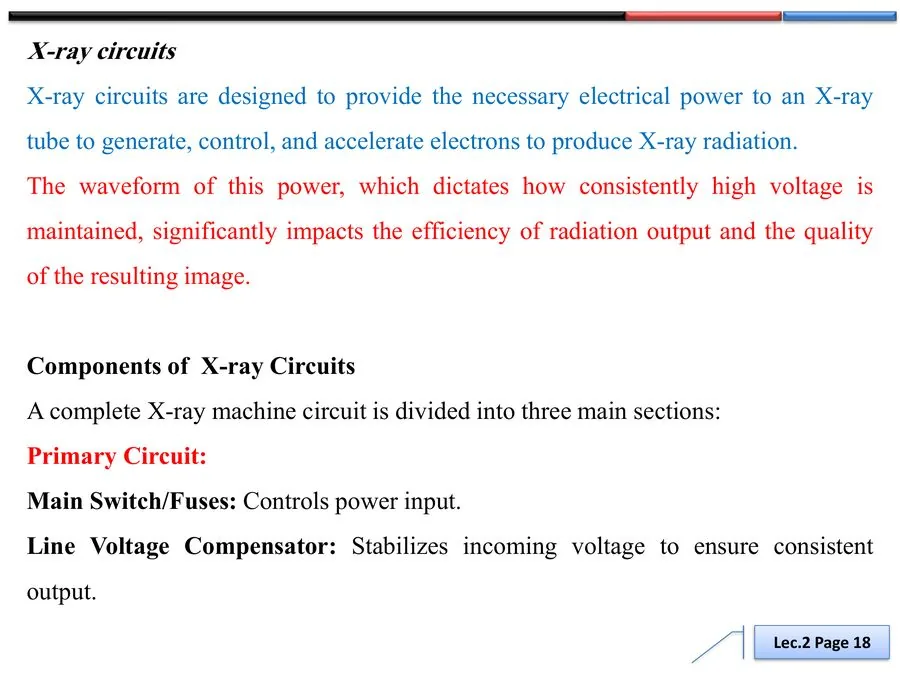 X-ray circuits
X-ray circuits are designed to provide the necessary electrical power to an X-ray
tube to generate, control, and accelerate electrons to produce X-ray radiation.
The waveform of this power, which dictates how consistently high voltage is
maintained, significantly impacts the efficiency of radiation output and the quality
of the resulting image.
Components of  X-ray Circuits
A complete X-ray machine circuit is divided into three main sections:
Primary Circuit:
Main Switch/Fuses: Controls power input.
Line Voltage Compensator: Stabilizes incoming voltage to ensure consistent
output.
Lec.2 Page 18